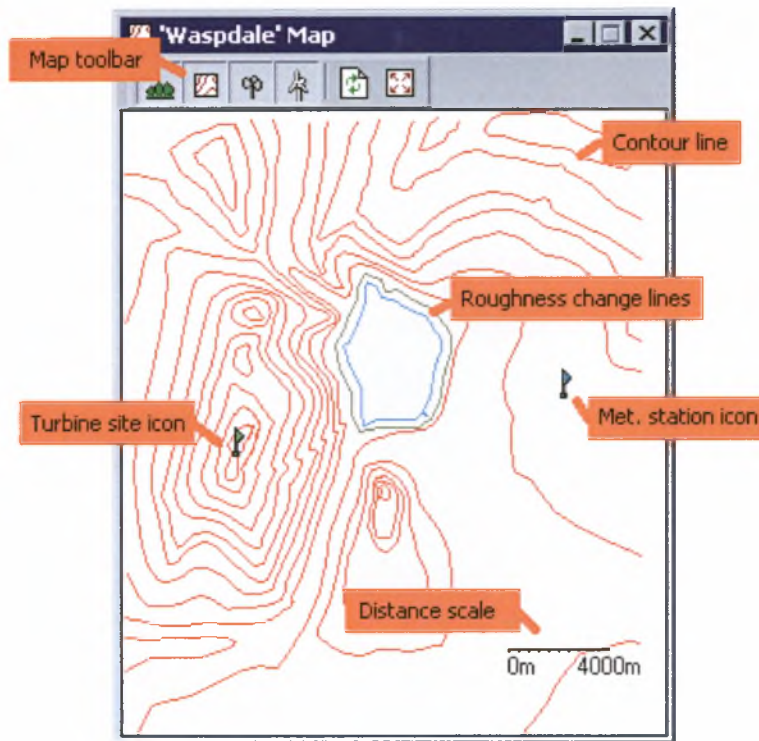 'Waspdale' Map
Map toolbar
Contour line
Roughness change lines
Turbine site icon
Met. station icon
Distance scale
0m 4000m